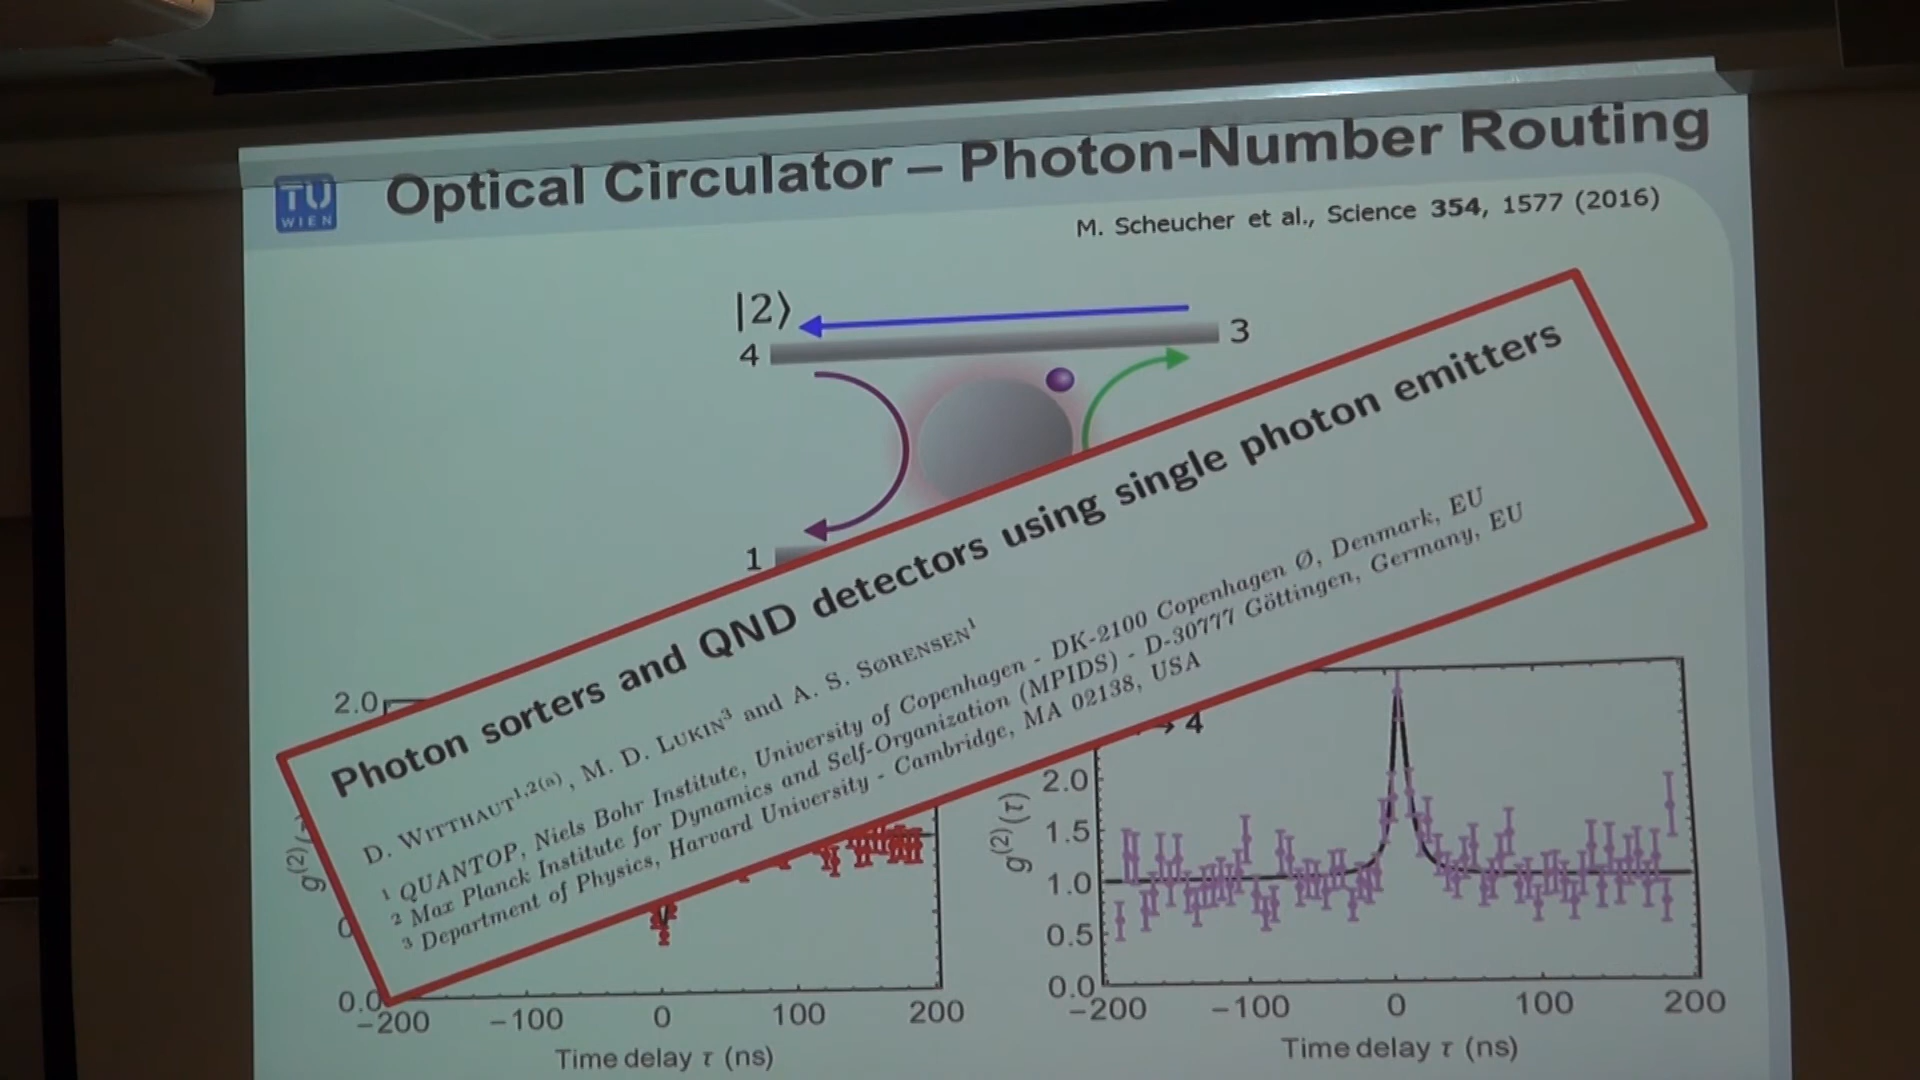 TU
WIEN
Optical Circulator – Photon-Number Routing
M. Scheucher et al., Science 354, 1577 (2016)
|2⟩
4
3
1
Photon sorters and QND detectors using single photon emitters
D. Witthaut1,2(a), M. D. Lukin3 and A. S. Sørensen1
1 QUANTOP, Niels Bohr Institute, University of Copenhagen - DK-2100 Copenhagen Ø, Denmark, EU
2 Max Planck Institute for Dynamics and Self-Organization (MPIDS) - D-30777 Göttingen, Germany, EU
3 Department of Physics, Harvard University - Cambridge, MA 02138, USA
2.0
0.0
−200 −100 0 100 200
Time delay τ (ns)
→ 4
g(2)(τ)
2.0
1.5
1.0
0.5
0.0
−200 −100 0 100 200
Time delay τ (ns)